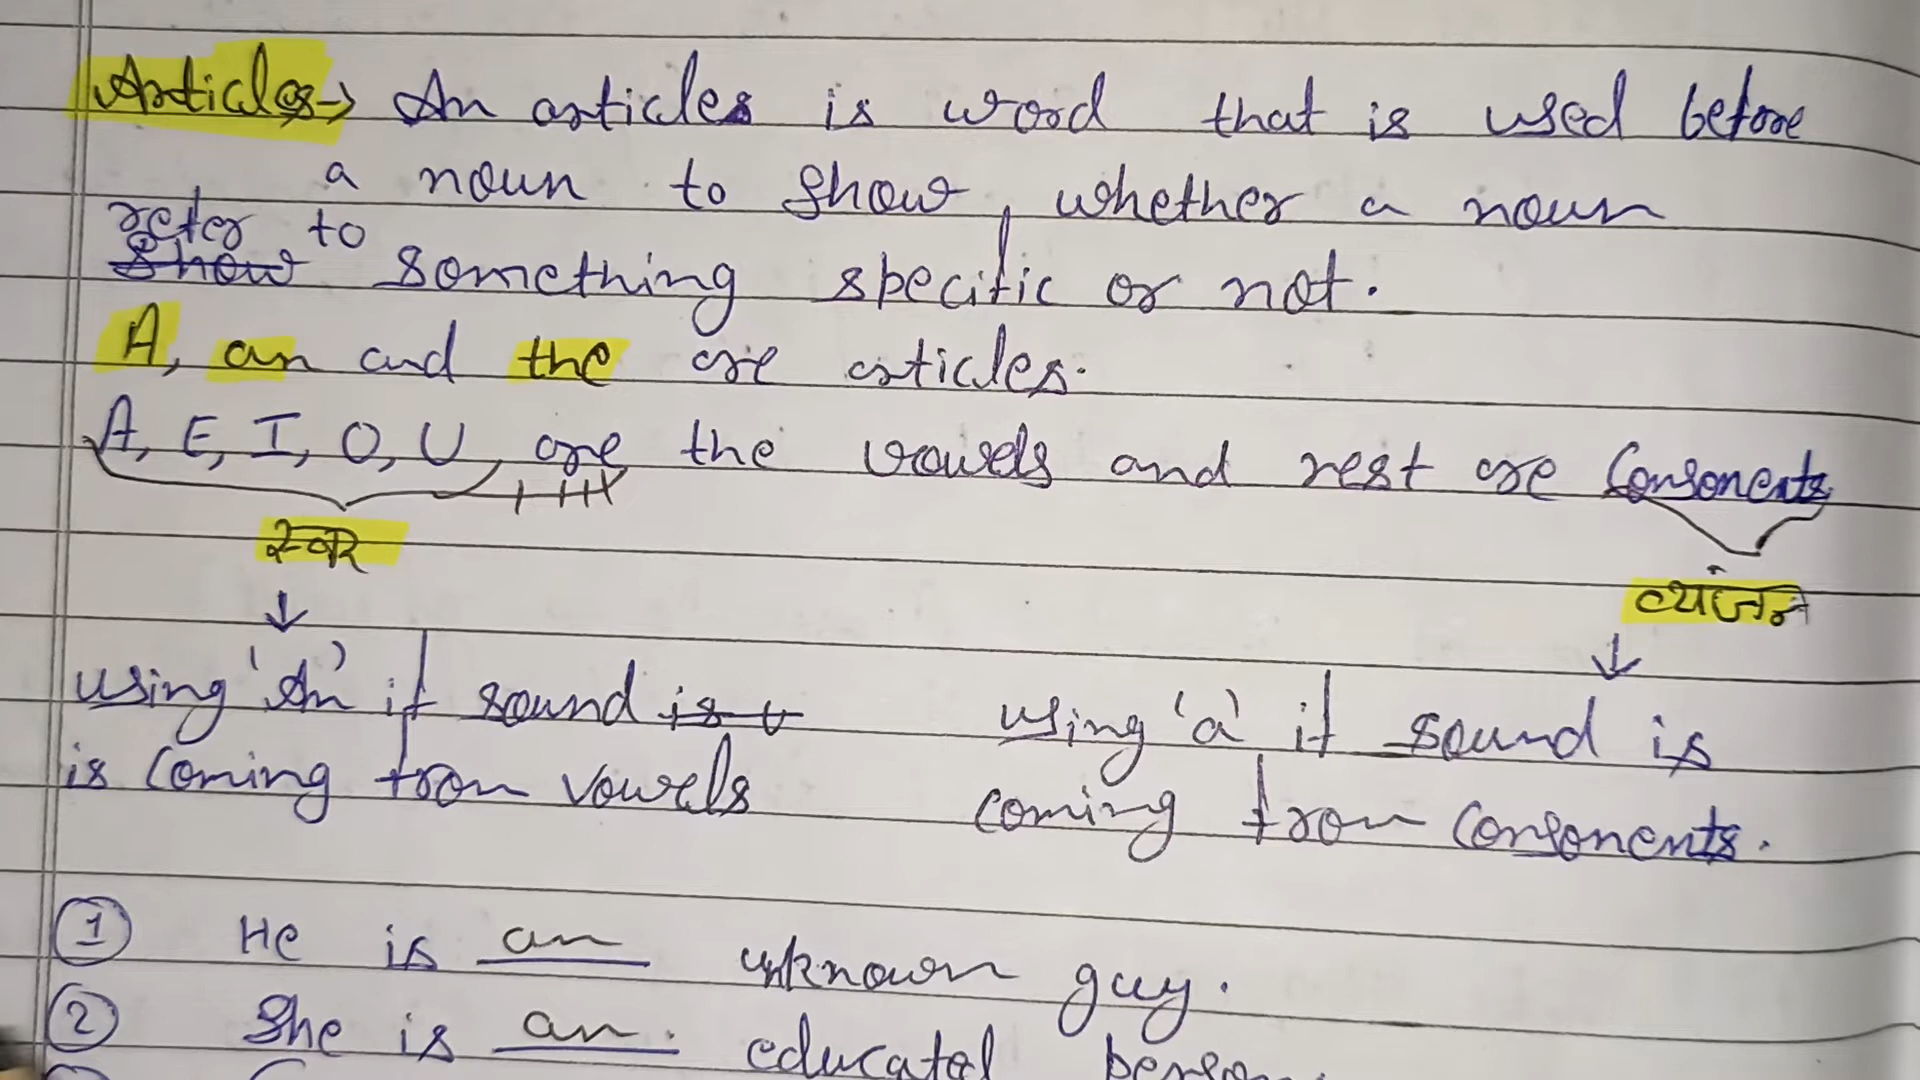 Articles → An articles is word that is used before
a noun to show, whether a noun
refer to
show something specific or not.
A, an and the are articles.
A, E, I, O, U, are the vowels and rest are Consonents
स्वर
व्यंजन
using 'An' if sound is v
is coming from vowels
using 'a' if sound is
coming from Consonents.
1 He is an unknown guy.
2 She is an educated person.